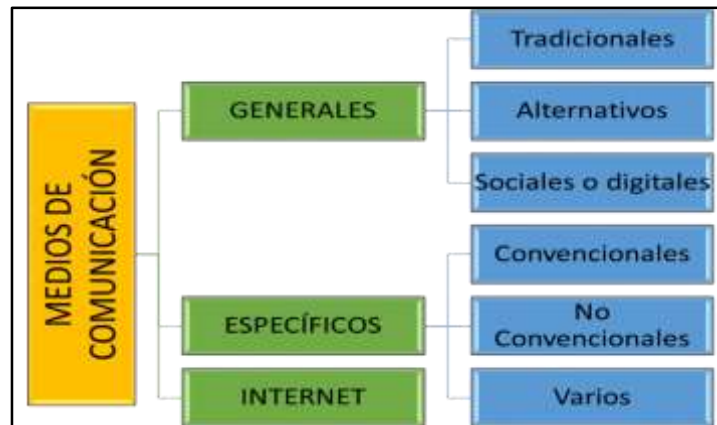 MEDIOS DE
COMUNICACIÓN
GENERALES
Tradicionales
Alternativos
Sociales o digitales
ESPECÍFICOS
Convencionales
No
Convencionales
Varios
INTERNET